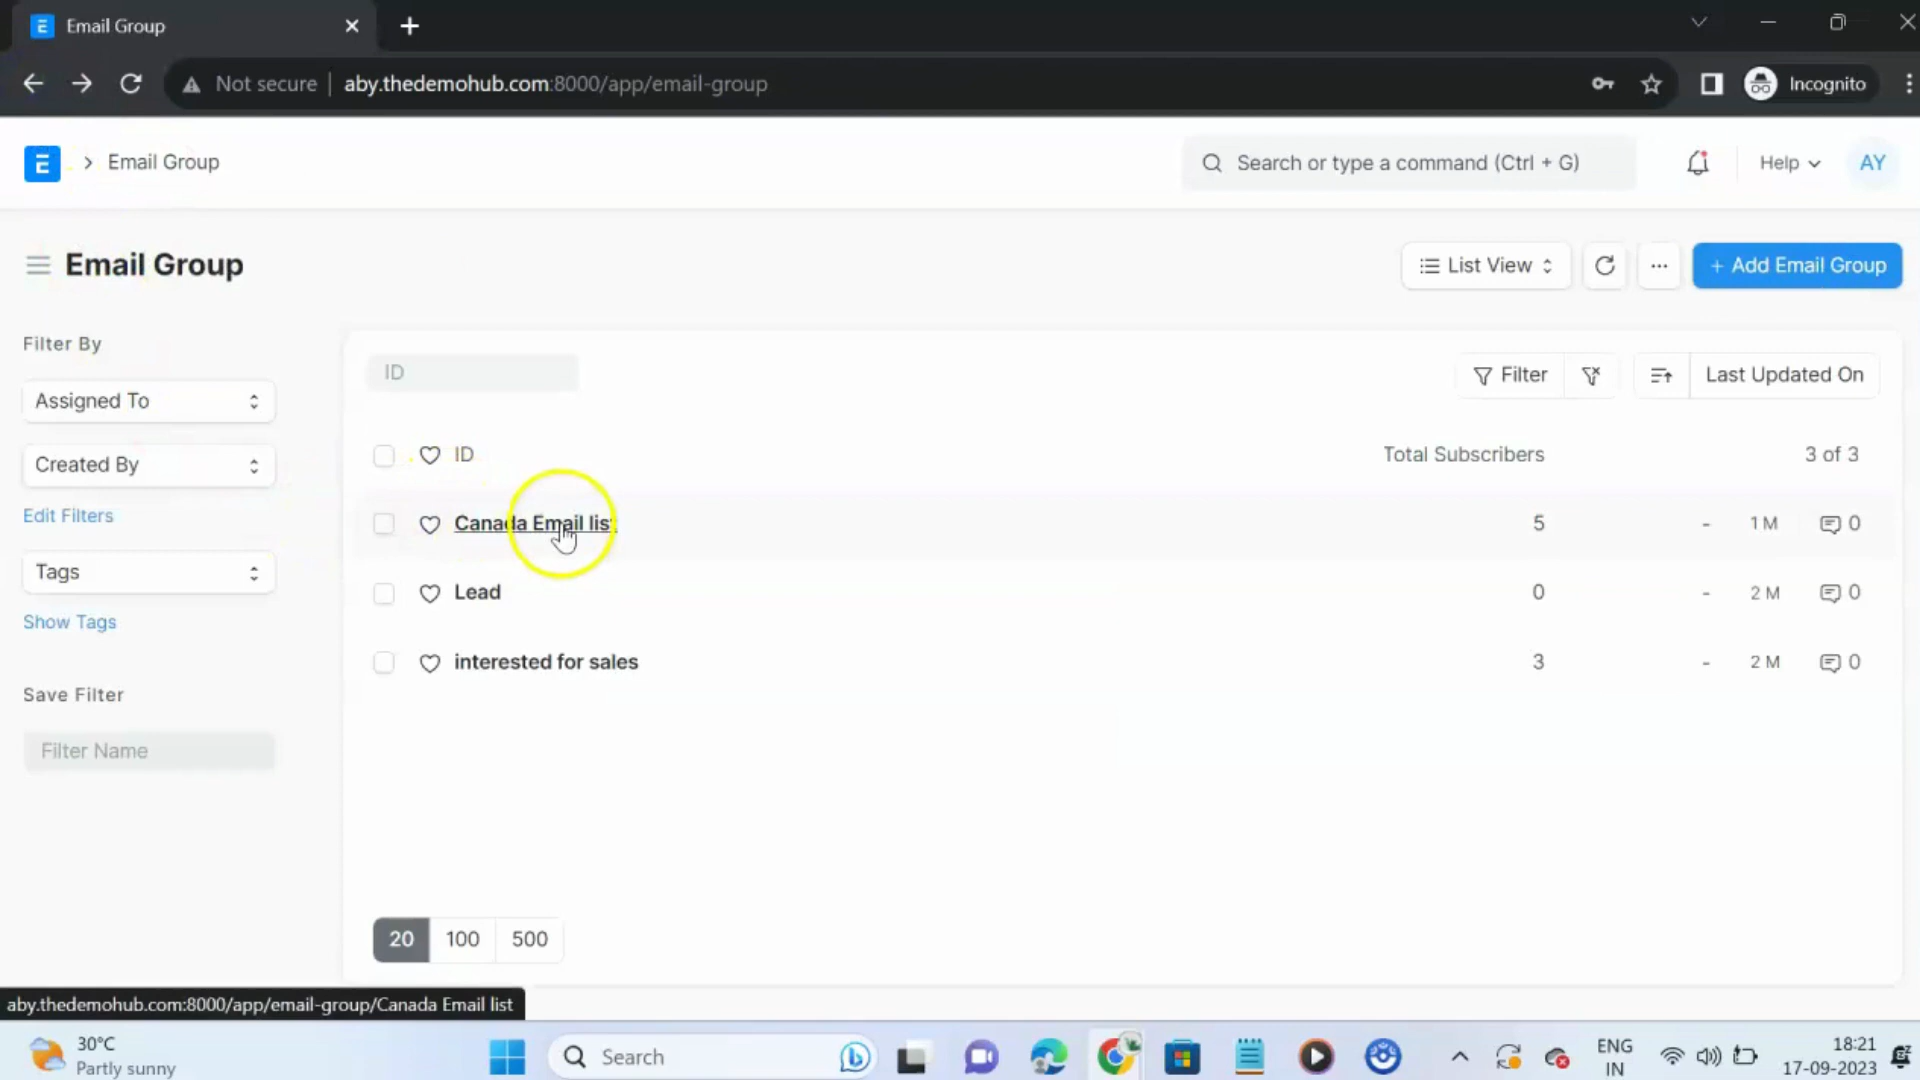 Email Group
Not secure aby.thedemohub.com:8000/app/email-group
Incognito
E > Email Group
Search or type a command (Ctrl + G)
Help
AY
Email Group
List View
...
+ Add Email Group
Filter By
Assigned To
Created By
Edit Filters
Tags
Show Tags
Save Filter
Filter Name
ID
Filter
Last Updated On
ID Total Subscribers 3 of 3
Canada Email list 5 - 1 M 0
Lead 0 - 2 M 0
interested for sales 3 - 2 M 0
20 100 500
aby.thedemohub.com:8000/app/email-group/Canada Email list
30°C
Partly sunny
Search
ENG
IN
18:21
17-09-2023